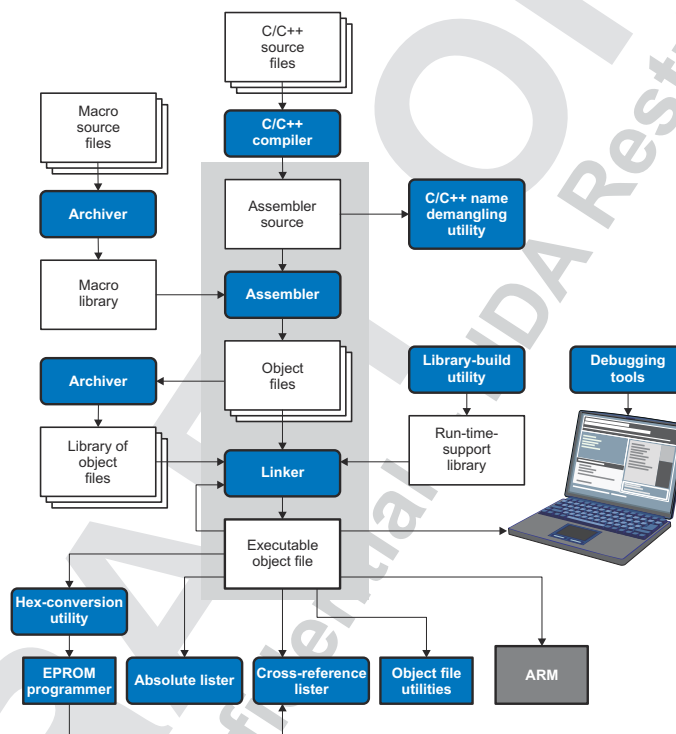 C/C++
source
files
Macro
source
files
C/C++
compiler
Archiver
Assembler
source
C/C++ name
demangling
utility
Macro
library
Assembler
Archiver
Object
files
Library-build
utility
Debugging
tools
Library of
object
files
Linker
Run-time-
support
library
Executable
object file
Hex-conversion
utility
EPROM
programmer
Absolute lister
Cross-reference
lister
Object file
utilities
ARM